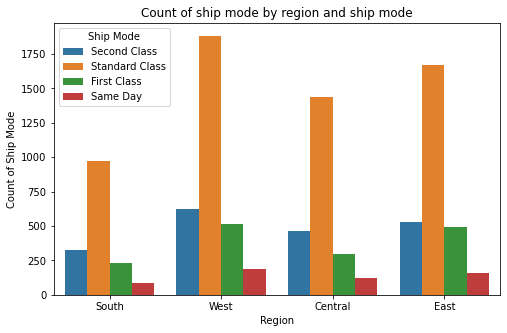 Count of ship mode by region and ship mode
Ship Mode
Second Class
Standard Class
First Class
Same Day
Count of Ship Mode
1750
1500
1250
1000
750
500
250
0
South West Central East
Region